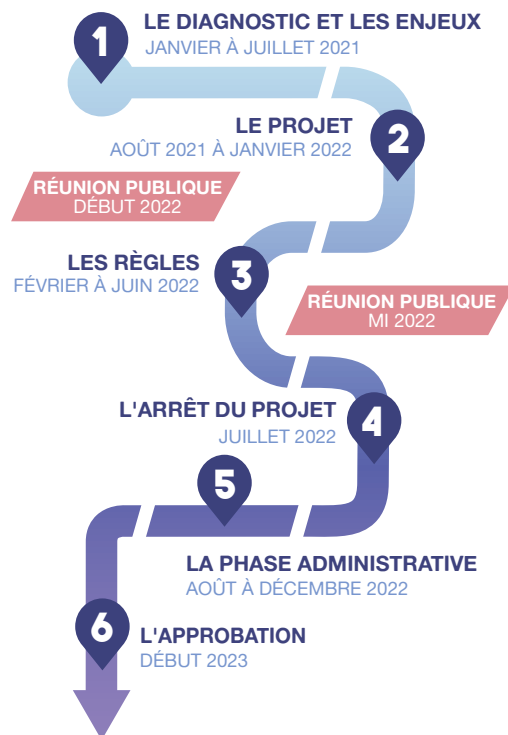 1
LE DIAGNOSTIC ET LES ENJEUX
JANVIER À JUILLET 2021
LE PROJET
AOÛT 2021 À JANVIER 2022
2
RÉUNION PUBLIQUE
DÉBUT 2022
LES RÈGLES
FÉVRIER À JUIN 2022
3
RÉUNION PUBLIQUE
MI 2022
L'ARRÊT DU PROJET
JUILLET 2022
4
5
LA PHASE ADMINISTRATIVE
AOÛT À DÉCEMBRE 2022
6
L'APPROBATION
DÉBUT 2023